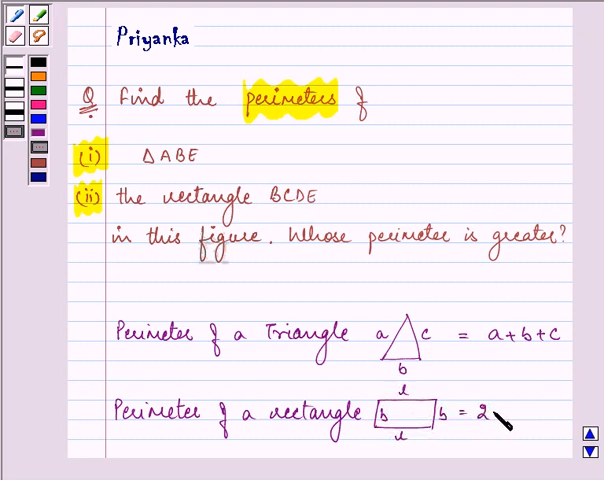 Priyanka
Q Find the perimeters of
(i) ΔABE
(ii) the rectangle BCDE
in this figure. Whose perimeter is greater?
Perimeter of a Triangle a c = a+b+c
b
l
Perimeter of a rectangle b b = 2
l